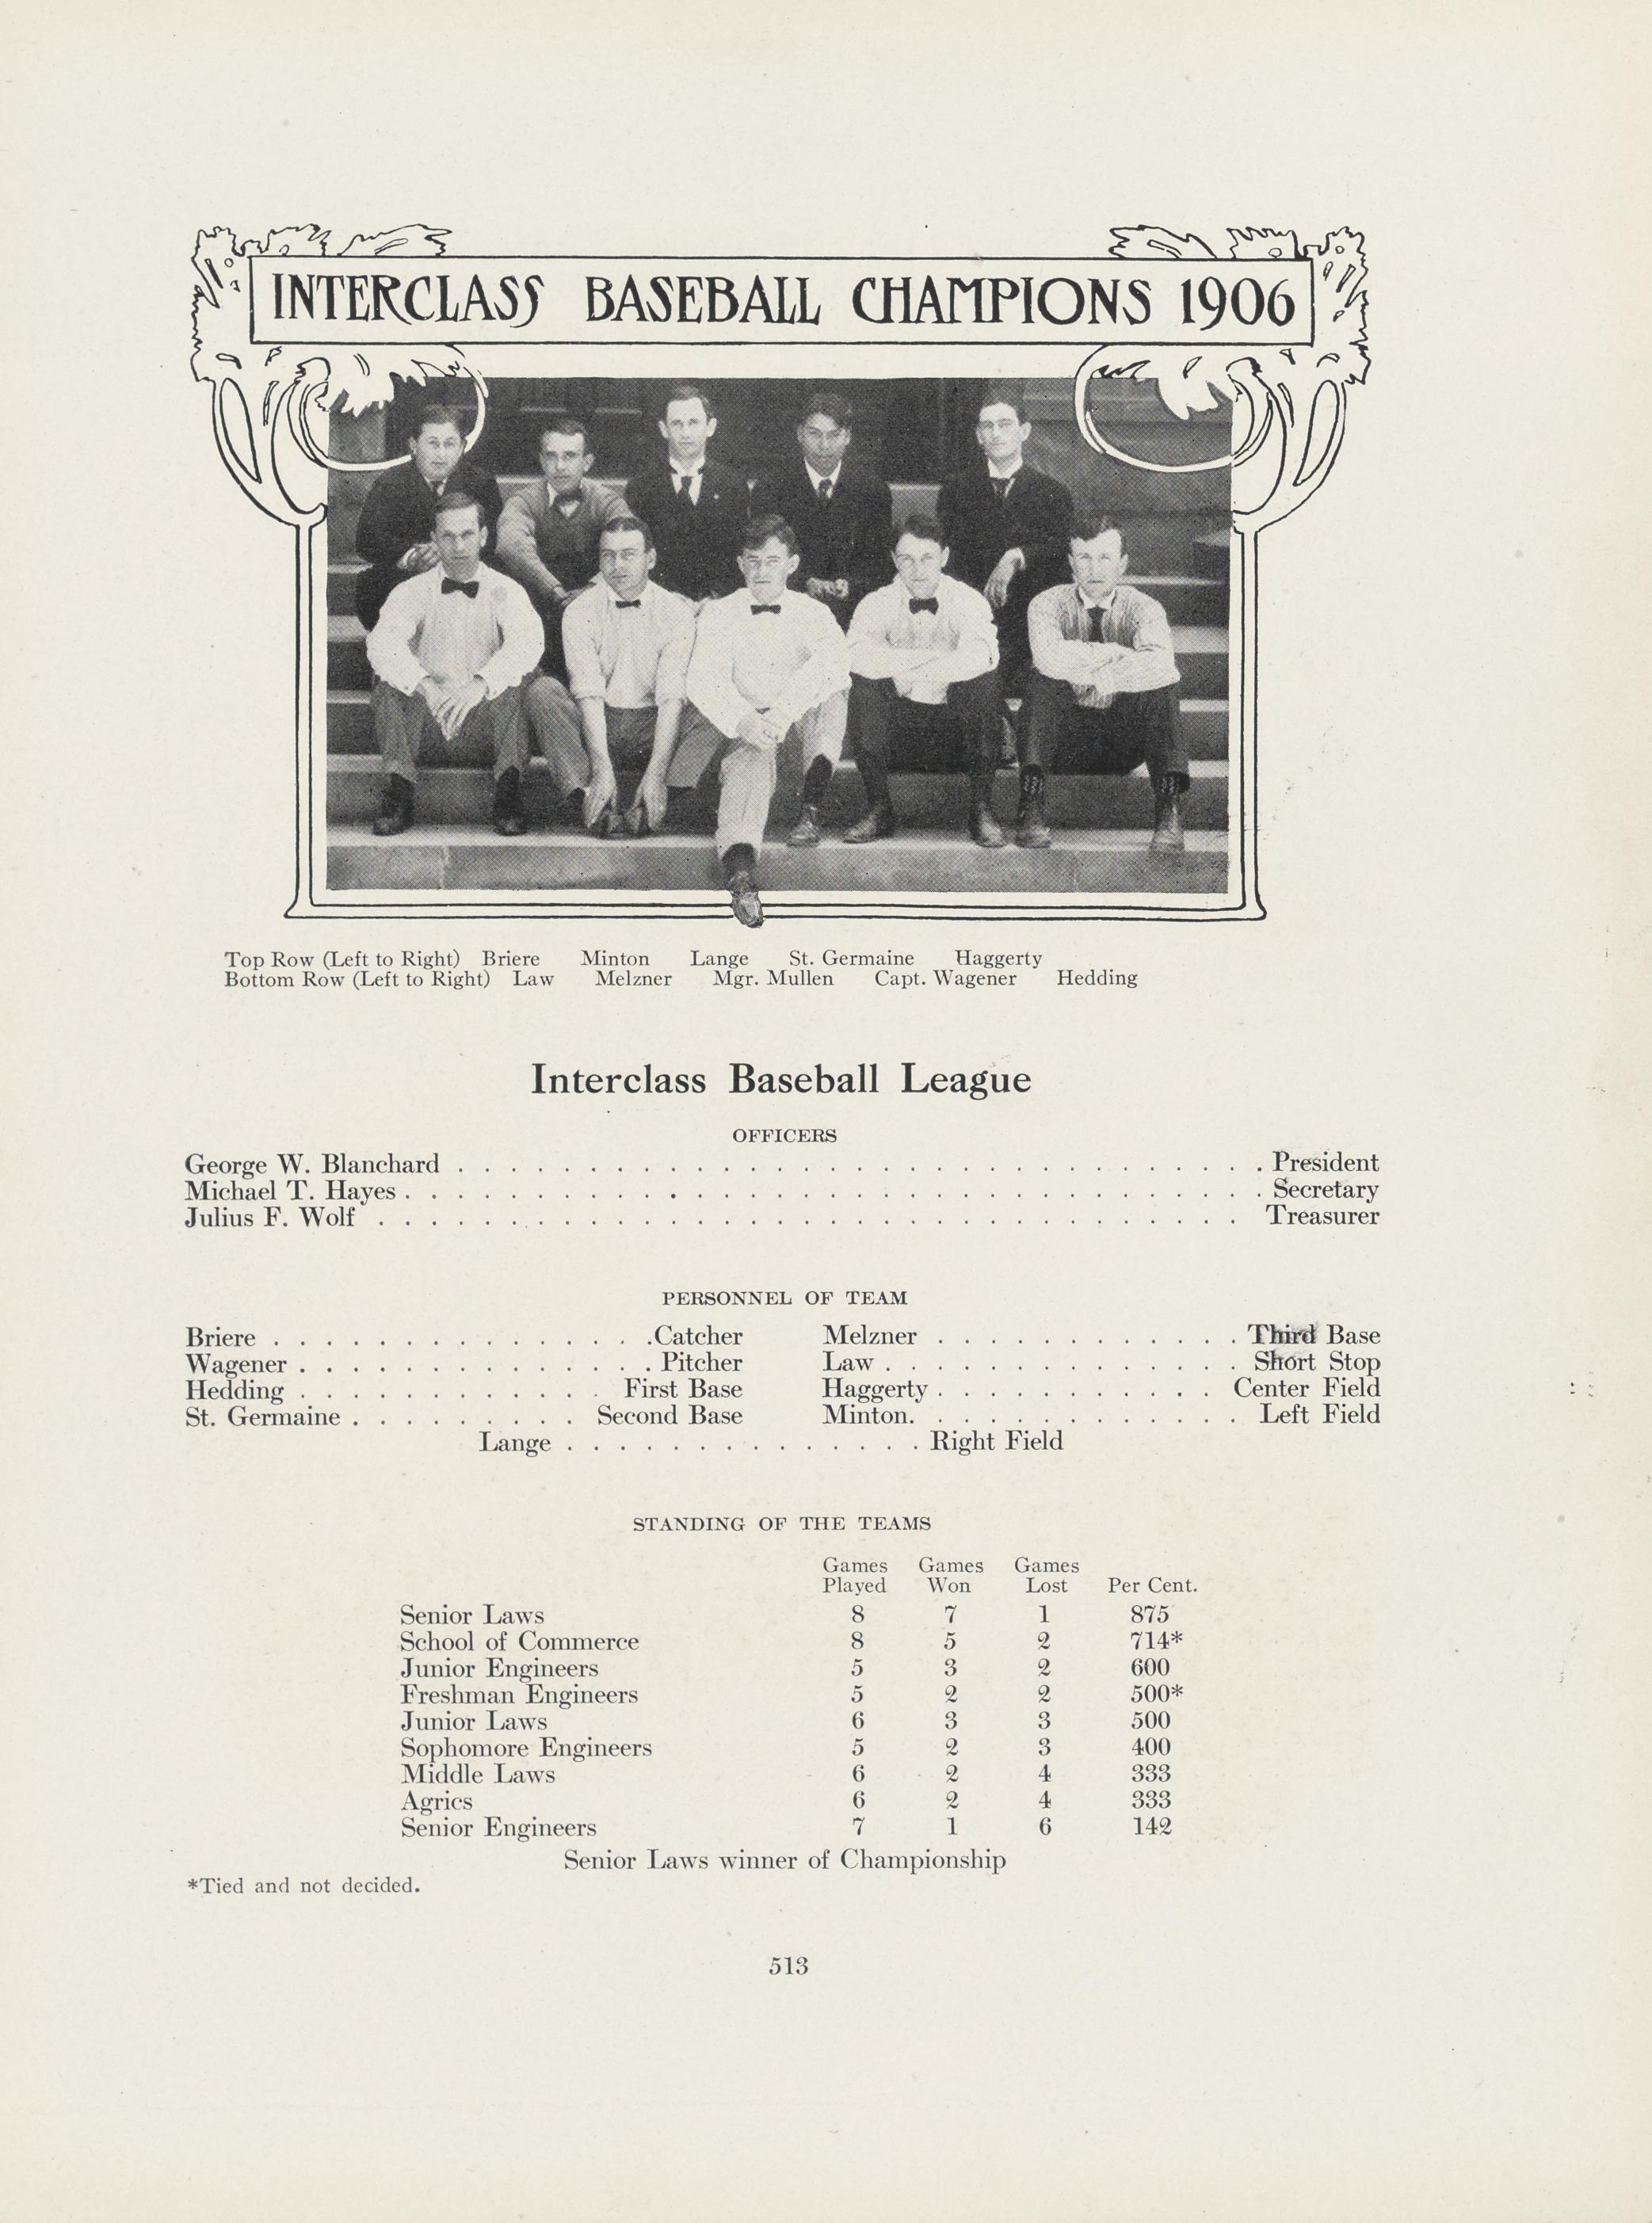 INTERCLASS BASEBALL CHAMPIONS 1906
Top Row (Left to Right) Briere Minton Lange St. Germaine Haggerty
Bottom Row (Left to Right) Law Melzner Mgr. Mullen Capt. Wagener Hedding
Interclass Baseball League
OFFICERS
George W. Blanchard . . . . . . . . . . . . . . . . . . . . . . . . . . . . . . . President
Michael T. Hayes . . . . . . . . . . . . . . . . . . . . . . . . . . . . . . . . . Secretary
Julius F. Wolf . . . . . . . . . . . . . . . . . . . . . . . . . . . . . . . . . Treasurer
PERSONNEL OF TEAM
Briere . . . . . . . . . . . . . . . Catcher Melzner . . . . . . . . . . . . Third Base
Wagener . . . . . . . . . . . . . . Pitcher Law . . . . . . . . . . . . . . Short Stop
Hedding . . . . . . . . . . . . First Base Haggerty . . . . . . . . . . . Center Field
St. Germaine . . . . . . . . . Second Base Minton. . . . . . . . . . . . . Left Field
Lange . . . . . . . . . . . . . . Right Field
STANDING OF THE TEAMS
Games Games Games
Played Won Lost Per Cent.
Senior Laws 8 7 1 875
School of Commerce 8 5 2 714*
Junior Engineers 5 3 2 600
Freshman Engineers 5 2 2 500*
Junior Laws 6 3 3 500
Sophomore Engineers 5 2 3 400
Middle Laws 6 2 4 333
Agrics 6 2 4 333
Senior Engineers 7 1 6 142
Senior Laws winner of Championship
*Tied and not decided.
513